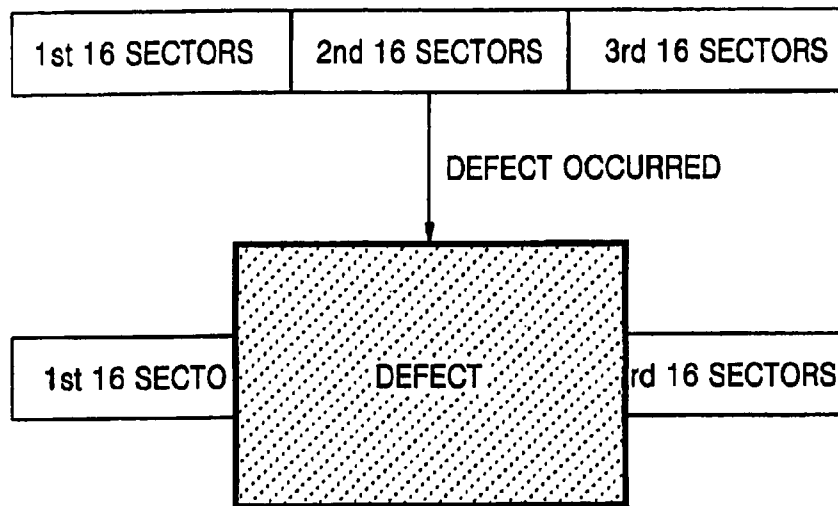 1st 16 SECTORS 2nd 16 SECTORS 3rd 16 SECTORS
DEFECT OCCURRED
1st 16 SECTO DEFECT rd 16 SECTORS